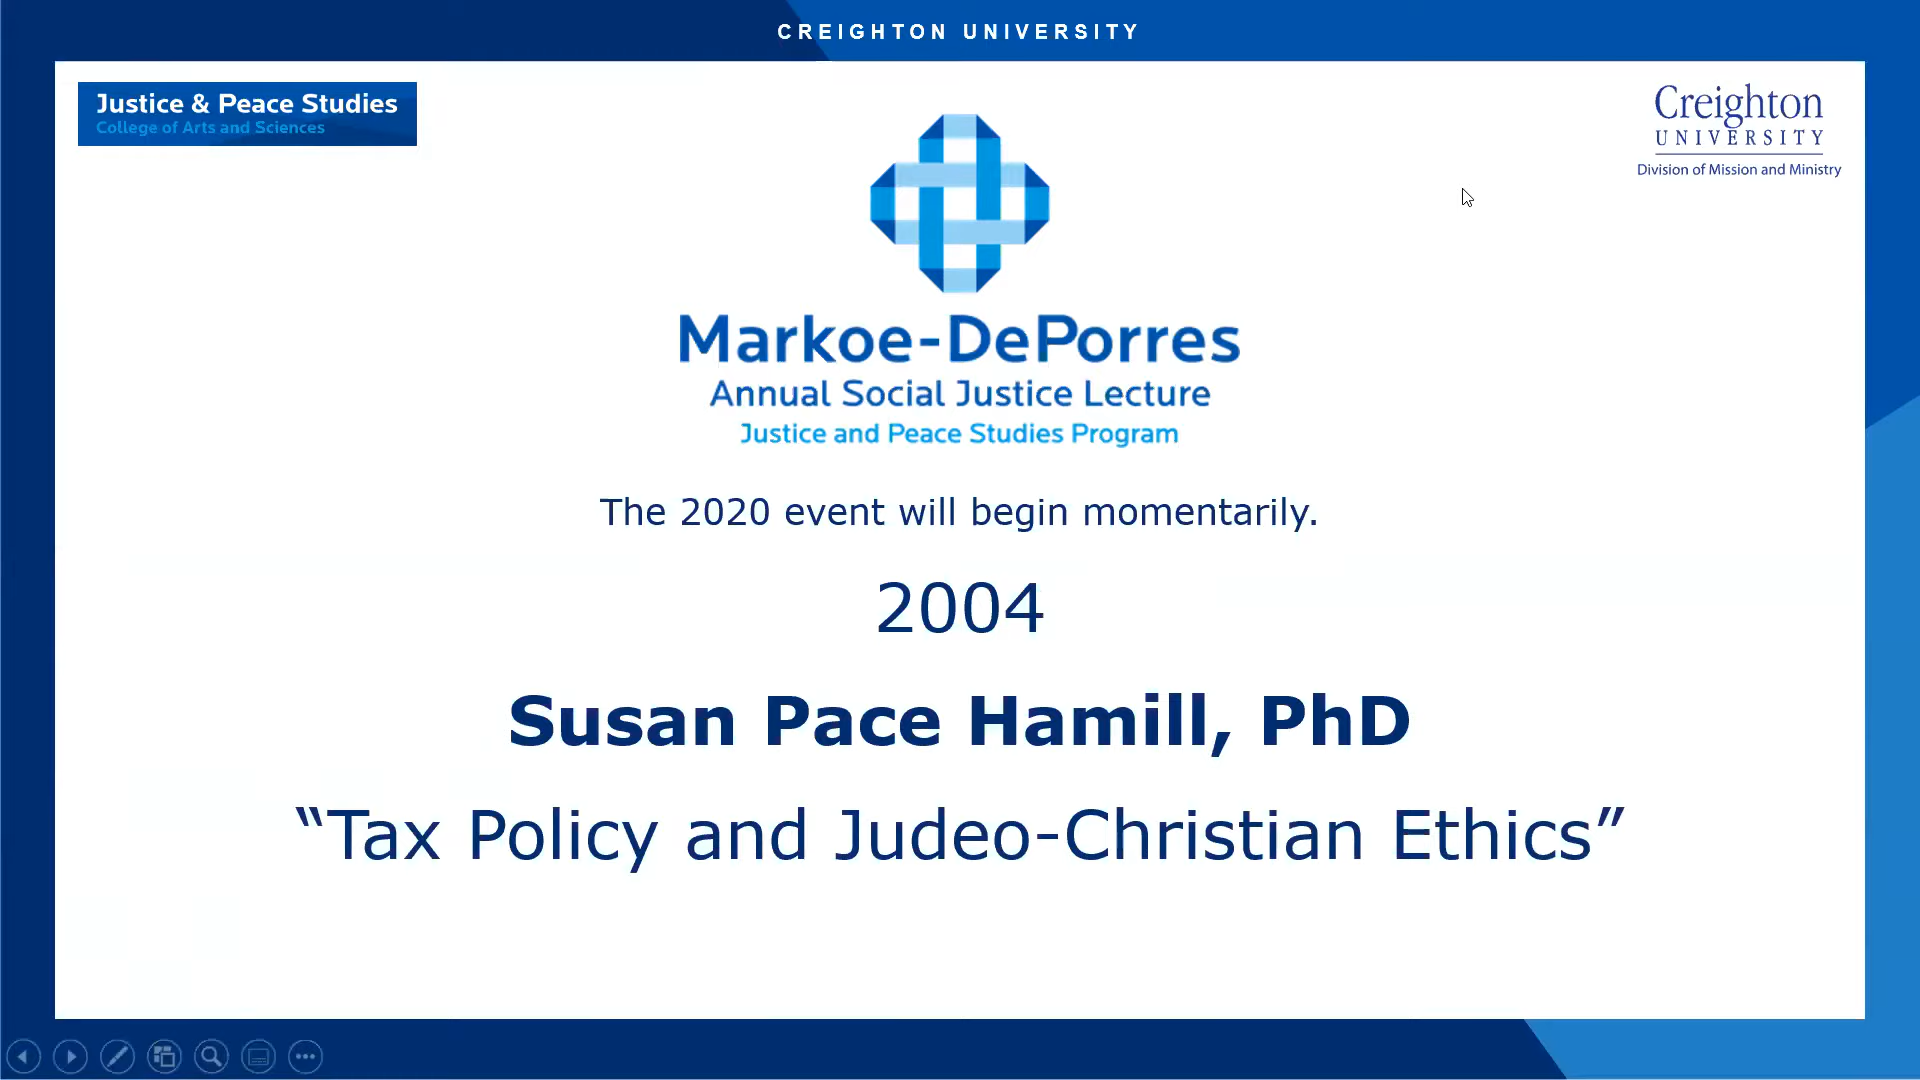 CREIGHTON UNIVERSITY
Justice & Peace Studies
College of Arts and Sciences
Creighton
UNIVERSITY
Division of Mission and Ministry
Markoe-DePorres
Annual Social Justice Lecture
Justice and Peace Studies Program
The 2020 event will begin momentarily.
2004
Susan Pace Hamill, PhD
“Tax Policy and Judeo-Christian Ethics”